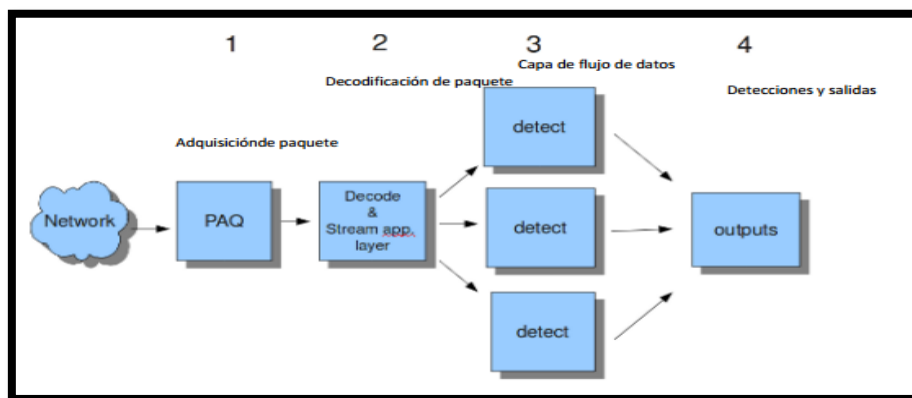 1 2 3 4
Capa de flujo de datos
Decodificación de paquete
Detecciones y salidas
Adquisiciónde paquete
detect
Network
PAQ
Decode
&
Stream app.
layer
detect
outputs
detect